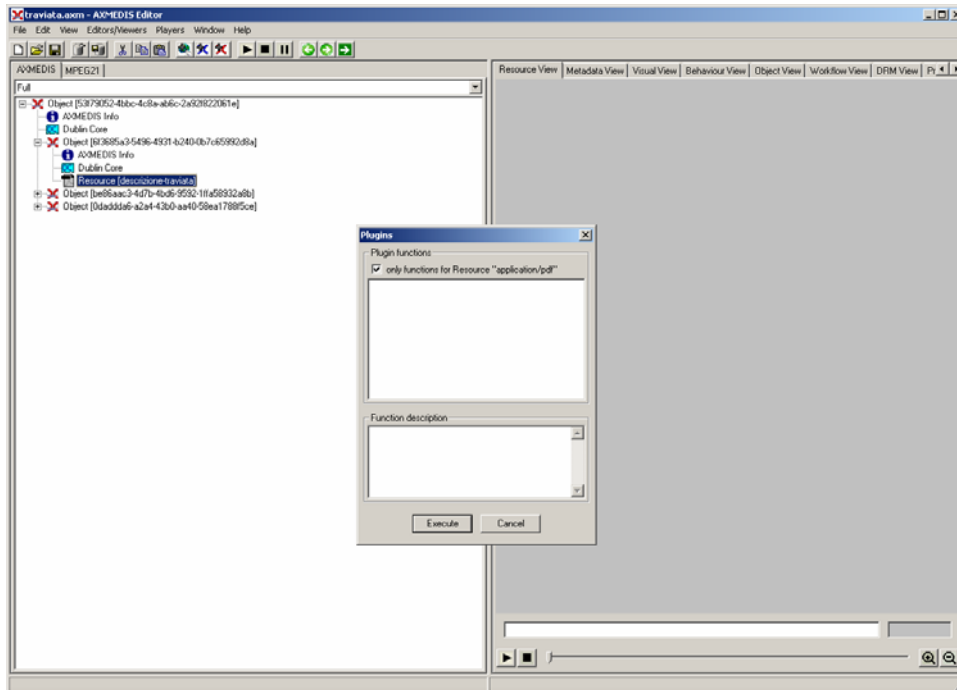 traviata.axm - AXMEDIS Editor
File Edit View Editors/Viewers Players Window Help
AXMEDIS MPEG21
Resource View Metadata View Visual View Behaviour View Object View Workflow View DRM View Pr
Full
Object [53f79052-4bbc-4c8a-ab6c-2a92f822061e]
AXMEDIS Info
Dublin Core
Object [6f3685a3-5496-4931-b240-0b7c65992d8a]
AXMEDIS Info
Dublin Core
Resource [descrizione-traviata]
Object [be86aac3-4d7b-4bd6-9592-1ffa58932a8b]
Object [0daddda6-a2a4-43b0-aa40-58ea1788f5ce]
Plugins
Plugin functions
only functions for Resource "application/pdf"
Function description
Execute Cancel